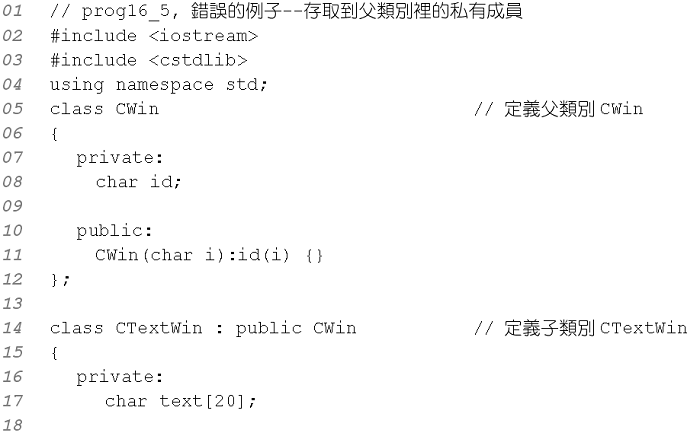 01 // prog16_5, 錯誤的例子--存取到父類別裡的私有成員
02 #include <iostream>
03 #include <cstdlib>
04 using namespace std;
05 class CWin // 定義父類別 CWin
06 {
07 private:
08 char id;
09
10 public:
11 CWin(char i):id(i) {}
12 };
13
14 class CTextWin : public CWin // 定義子類別 CTextWin
15 {
16 private:
17 char text[20];
18